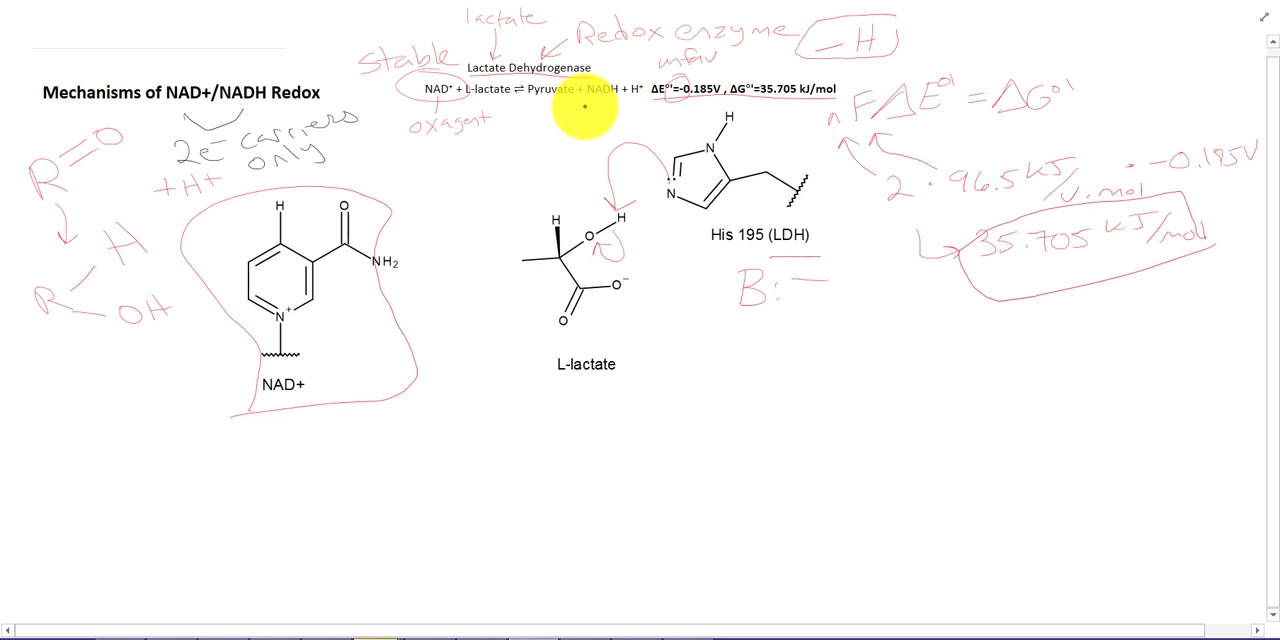 lactate
Redox enzyme
-H
stable
unfav
Lactate Dehydrogenase
NAD⁺ + L-lactate ⇌ Pyruvate + NADH + H⁺ ΔE°'=-0.185V , ΔG°'=35.705 kJ/mol
Mechanisms of NAD+/NADH Redox
oxagent
nFΔE°' = ΔG°'
2e⁻ carriers
only
+H+
R=O
2 · 96.5 kJ/V.mol · -0.185V
35.705 kJ/mol
H
R
OH
H
O
NH₂
N⁺
NAD+
H
H
O
O⁻
O
L-lactate
H
N
:N
His 195 (LDH)
B: